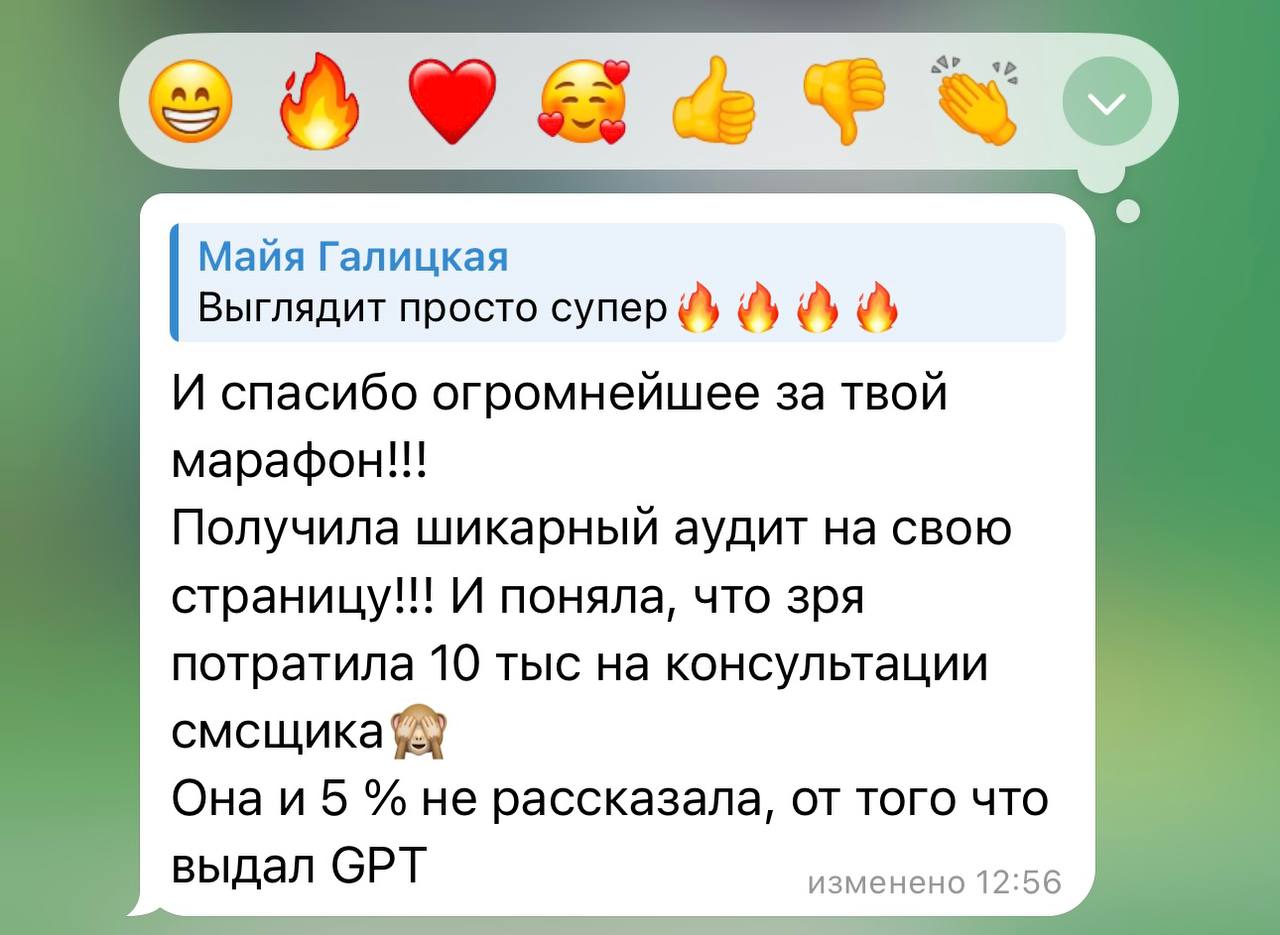 Майя Галицкая
Выглядит просто супер🔥🔥🔥🔥
И спасибо огромнейшее за твой
марафон!!!
Получила шикарный аудит на свою
страницу!!! И поняла, что зря
потратила 10 тыс на консультации
смсщика🙈
Она и 5 % не рассказала, от того что
выдал GPT
изменено 12:56